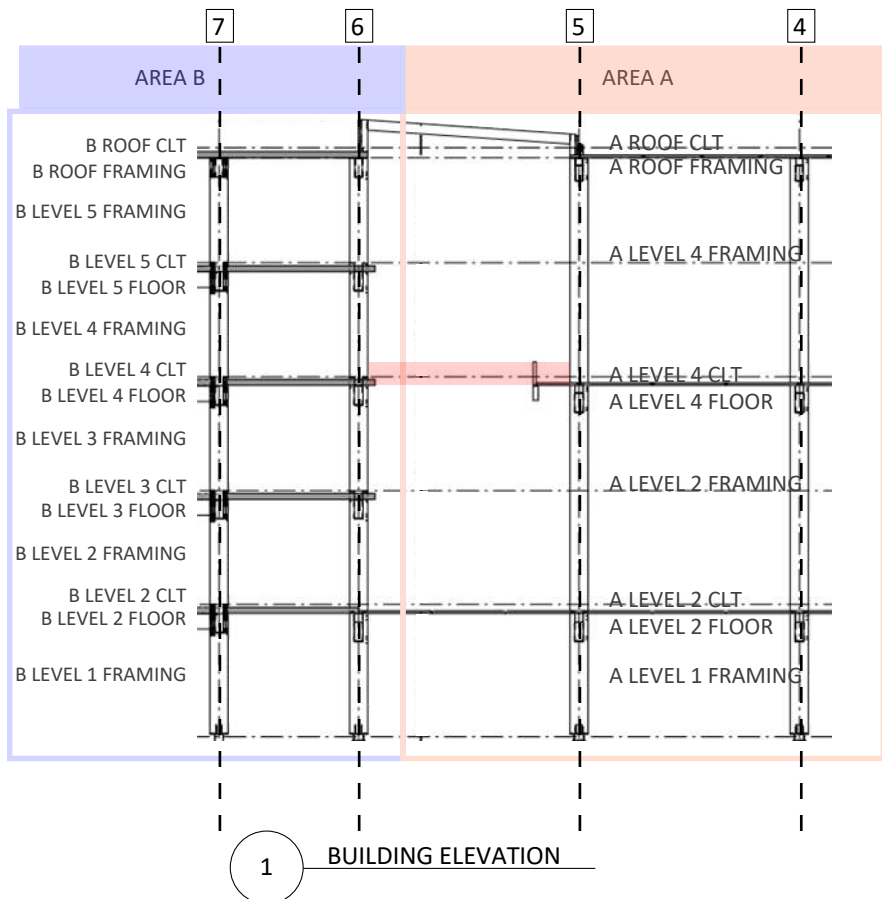 7 6 5 4
AREA B AREA A
B ROOF CLT
B ROOF FRAMING
B LEVEL 5 FRAMING
B LEVEL 5 CLT
B LEVEL 5 FLOOR
B LEVEL 4 FRAMING
B LEVEL 4 CLT
B LEVEL 4 FLOOR
B LEVEL 3 FRAMING
B LEVEL 3 CLT
B LEVEL 3 FLOOR
B LEVEL 2 FRAMING
B LEVEL 2 CLT
B LEVEL 2 FLOOR
B LEVEL 1 FRAMING
A ROOF CLT
A ROOF FRAMING
A LEVEL 4 FRAMING
A LEVEL 4 CLT
A LEVEL 4 FLOOR
A LEVEL 2 FRAMING
A LEVEL 2 CLT
A LEVEL 2 FLOOR
A LEVEL 1 FRAMING
1 BUILDING ELEVATION